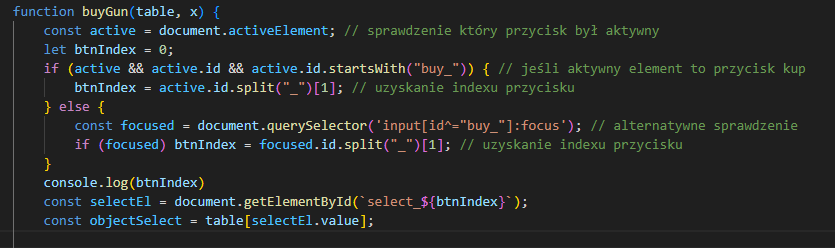 function buyGun(table, x) {
    const active = document.activeElement; // sprawdzenie który przycisk był aktywny
    let btnIndex = 0;
    if (active && active.id && active.id.startsWith("buy_")) { // jeśli aktywny element to przycisk kup
        btnIndex = active.id.split("_")[1]; // uzyskanie indexu przycisku
    } else {
        const focused = document.querySelector('input[id^="buy_"]:focus'); // alternatywne sprawdzenie
        if (focused) btnIndex = focused.id.split("_")[1]; // uzyskanie indexu przycisku
    }
    console.log(btnIndex)
    const selectEl = document.getElementById(`select_${btnIndex}`);
    const objectSelect = table[selectEl.value];